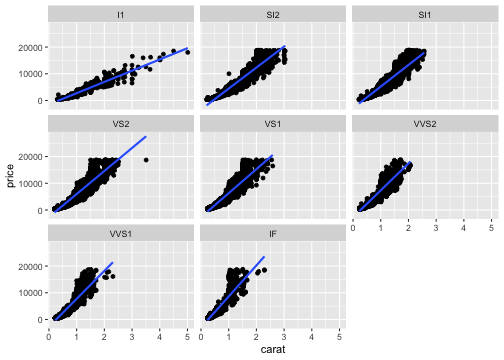 I1 SI2 SI1
20000
10000
0
VS2 VS1 VVS2
20000
10000
0
price
0 1 2 3 4 5
VVS1 IF
20000
10000
0
0 1 2 3 4 5 0 1 2 3 4 5
carat